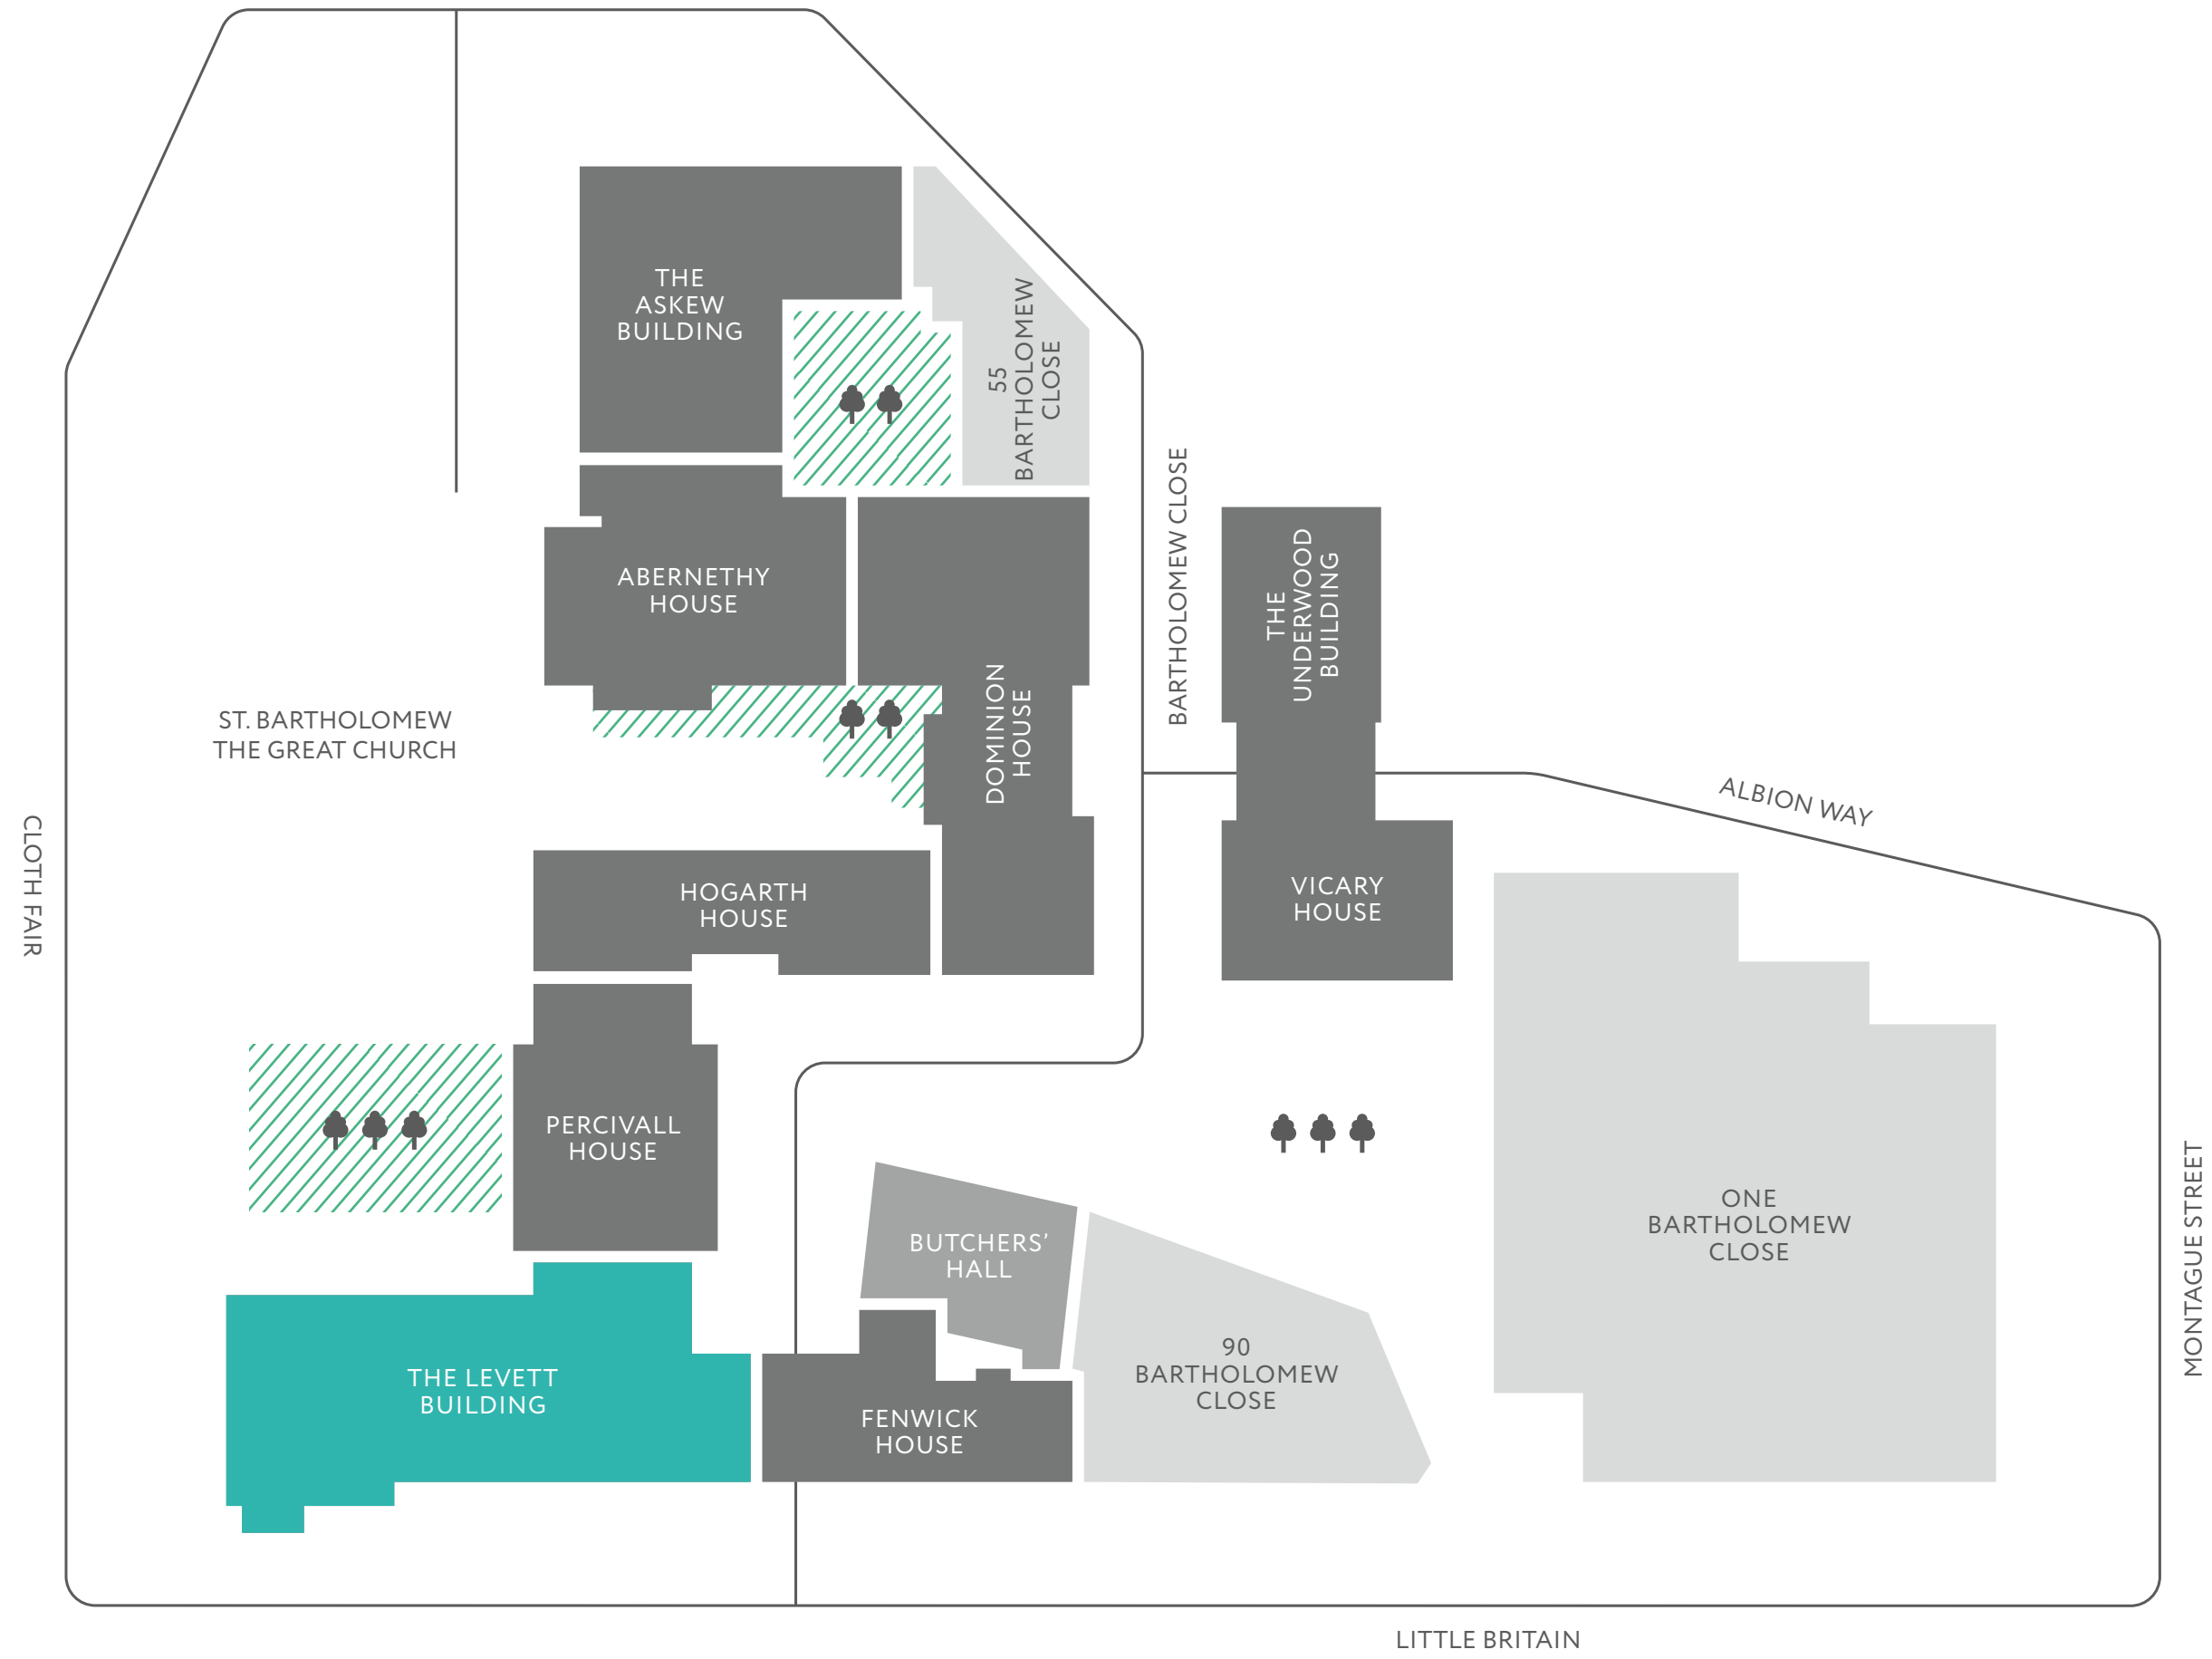 THE
ASKEW
BUILDING
55
BARTHOLOMEW
CLOSE
BARTHOLOMEW CLOSE
ABERNETHY
HOUSE
THE
UNDERWOOD
BUILDING
ST. BARTHOLOMEW
THE GREAT CHURCH
DOMINION
HOUSE
ALBION WAY
CLOTH FAIR
HOGARTH
HOUSE
VICARY
HOUSE
PERCIVALL
HOUSE
BUTCHERS’
HALL
ONE
BARTHOLOMEW
CLOSE
MONTAGUE STREET
THE LEVETT
BUILDING
FENWICK
HOUSE
90
BARTHOLOMEW
CLOSE
LITTLE BRITAIN